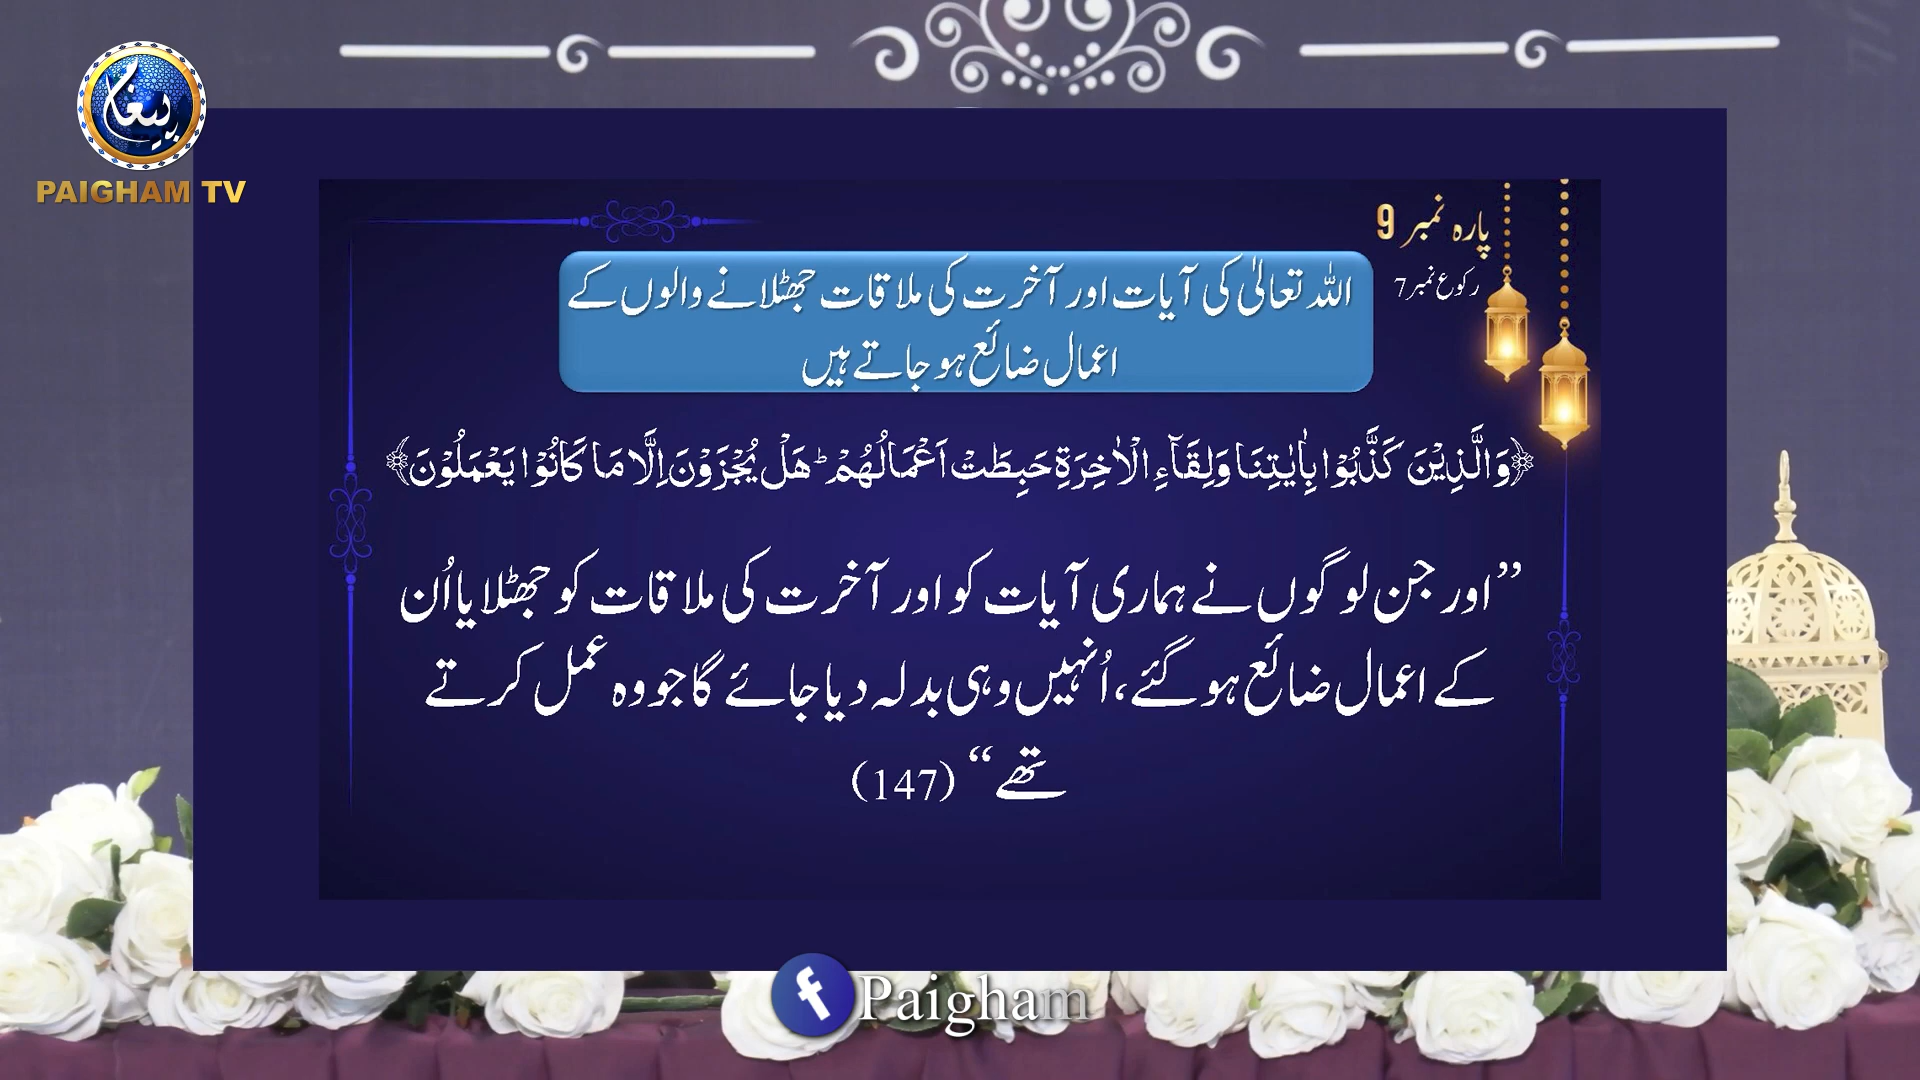 پیغام
PAIGHAM TV
پارہ نمبر 9
رکوع نمبر 7
اللہ تعالیٰ کی آیات اور آخرت کی ملاقات جھٹلانے والوں کے
اعمال ضائع ہو جاتے ہیں
﴿وَالَّذِيْنَ كَذَّبُوْا بِاٰيٰتِنَا وَلِقَآءِ الْاٰخِرَةِ حَبِطَتْ اَعْمَالُهُمْ ؕ هَلْ يُجْزَوْنَ اِلَّا مَا كَانُوْا يَعْمَلُوْنَ﴾
”اور جن لوگوں نے ہماری آیات کو اور آخرت کی ملاقات کو جھٹلایا اُن
کے اعمال ضائع ہو گئے، اُنہیں وہی بدلہ دیا جائے گا جو وہ عمل کرتے
تھے“ (147)
Paigham